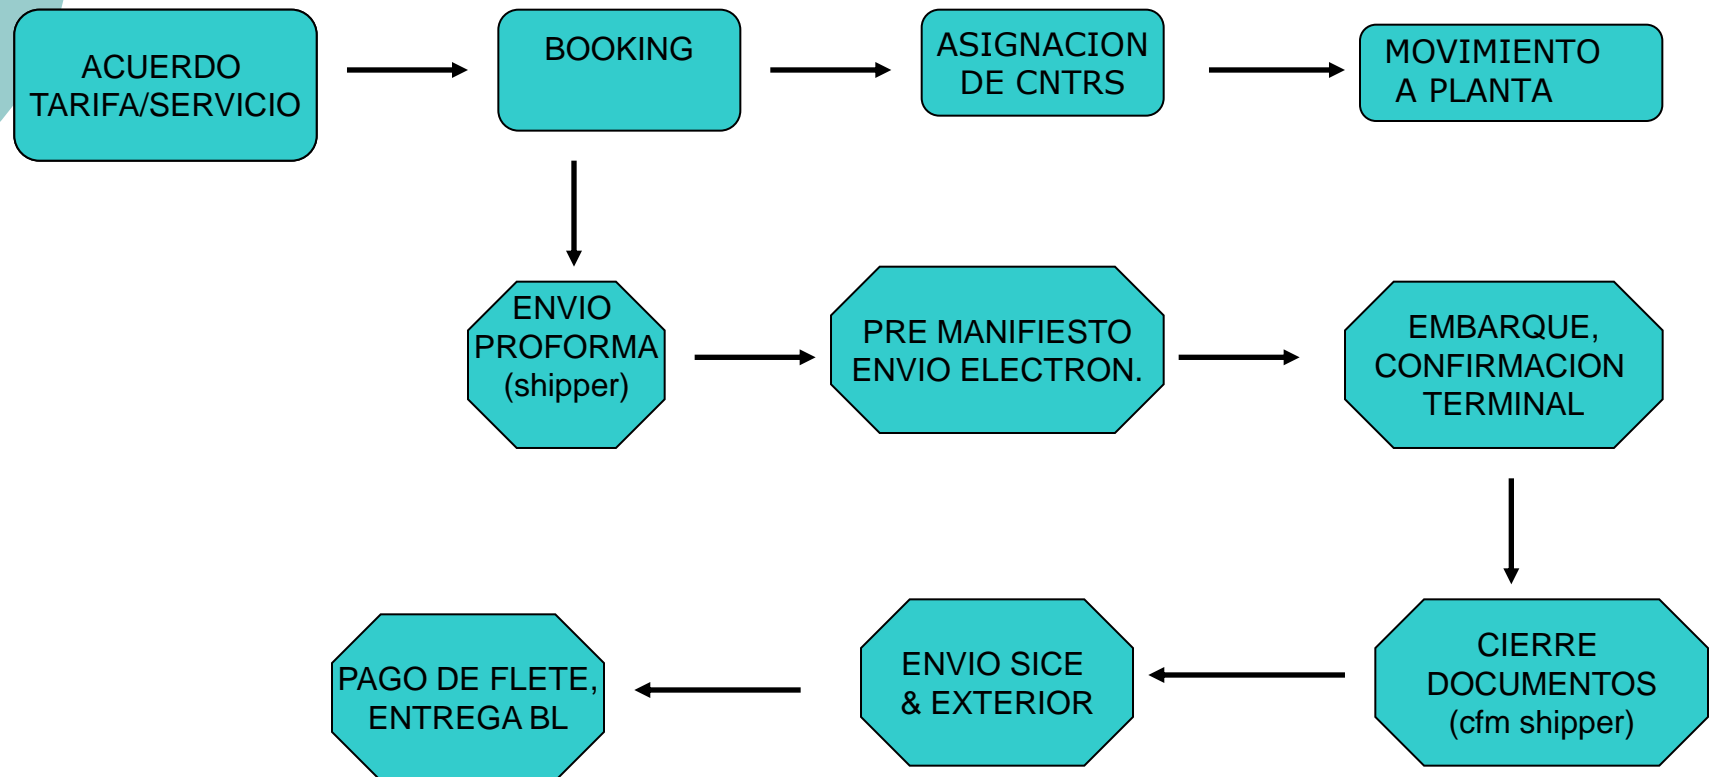 ACUERDO
TARIFA/SERVICIO
BOOKING
ASIGNACION
DE CNTRS
MOVIMIENTO
A PLANTA
ENVIO
PROFORMA
(shipper)
PRE MANIFIESTO
ENVIO ELECTRON.
EMBARQUE,
CONFIRMACION
TERMINAL
PAGO DE FLETE,
ENTREGA BL
ENVIO SICE
& EXTERIOR
CIERRE
DOCUMENTOS
(cfm shipper)